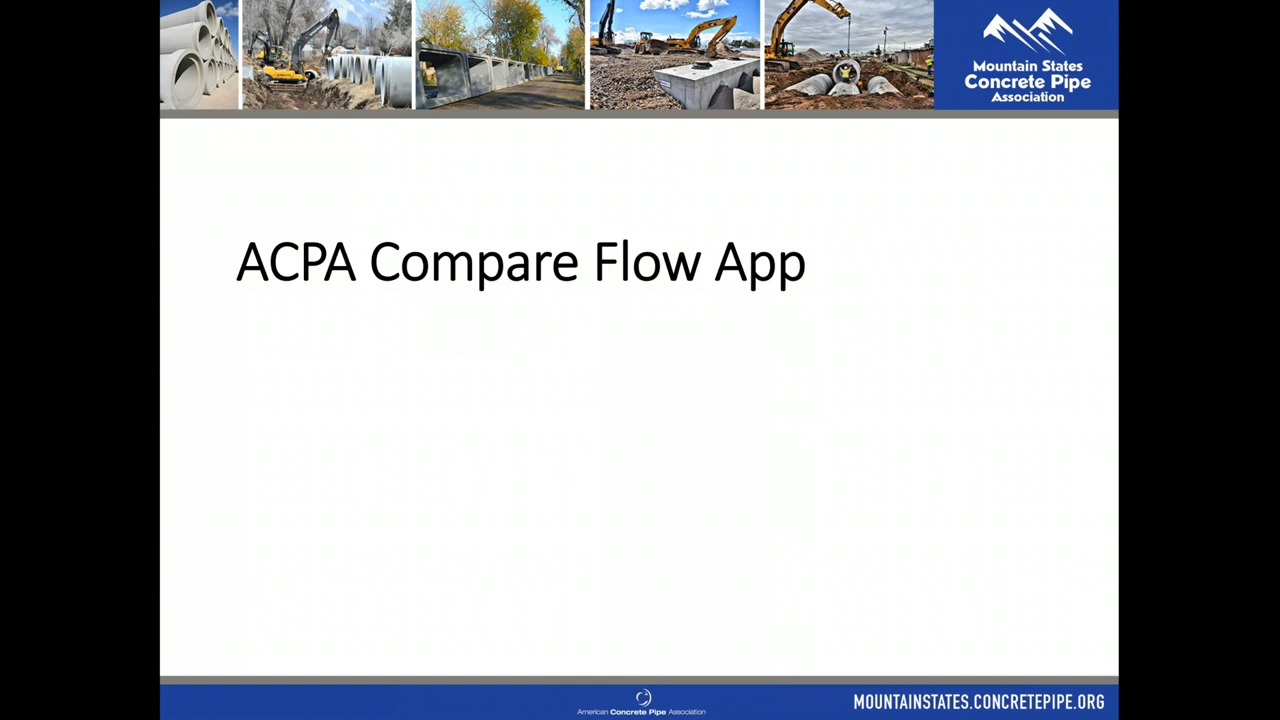 Mountain States
Concrete Pipe
Association
ACPA Compare Flow App
American Concrete Pipe Association
MOUNTAINSTATES.CONCRETEPIPE.ORG